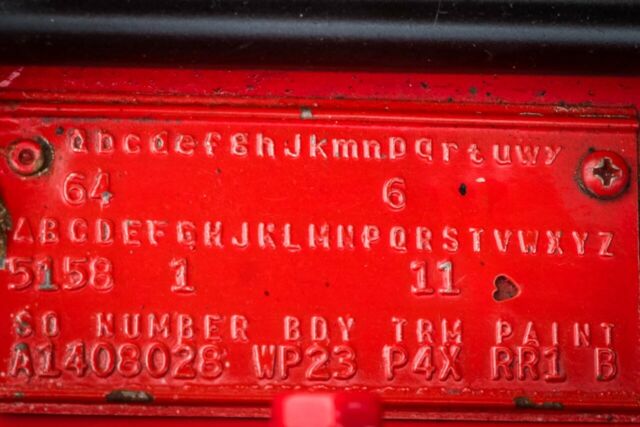 abcdefghJkmnpqrtuwy
64 6
ABCDEFGHJKLMNPQRSTVWXYZ
5158 1 11
SO NUMBER BDY TRM PAINT
A1408028 WP23 P4X RR1 B